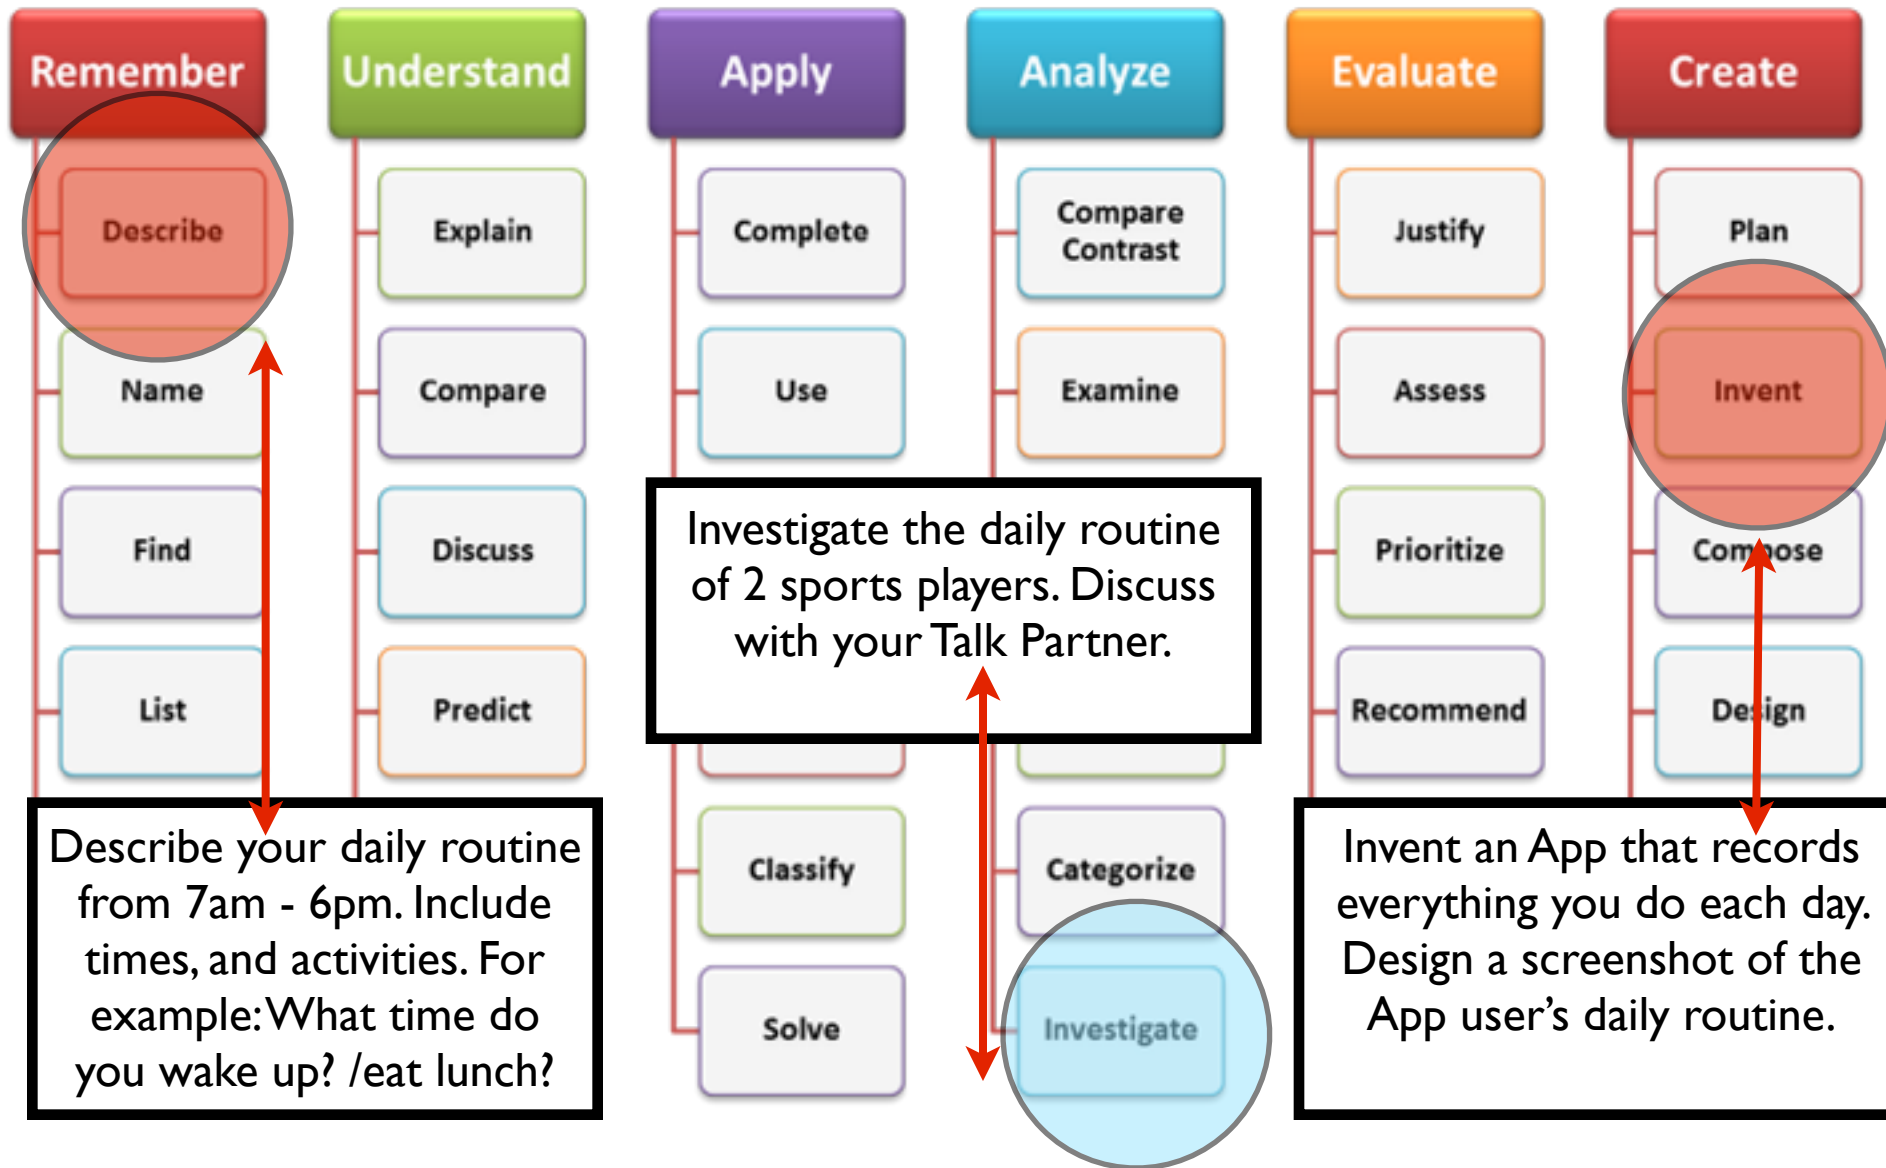 Remember
Understand
Apply
Analyze
Evaluate
Create
Describe
Explain
Complete
Compare
Contrast
Justify
Plan
Name
Compare
Use
Examine
Assess
Invent
Find
Discuss
Prioritize
Compose
List
Predict
Recommend
Design
Investigate the daily routine
of 2 sports players. Discuss
with your Talk Partner.
Classify
Categorize
Solve
Investigate
Describe your daily routine
from 7am - 6pm. Include
times, and activities. For
example: What time do
you wake up? /eat lunch?
Invent an App that records
everything you do each day.
Design a screenshot of the
App user's daily routine.